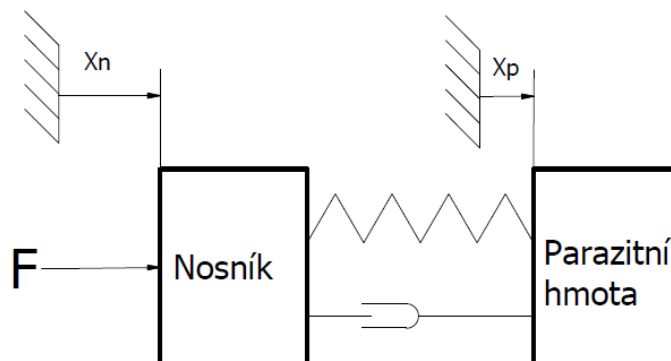 Xn
Xp
F
Nosník
Parazitní
hmota